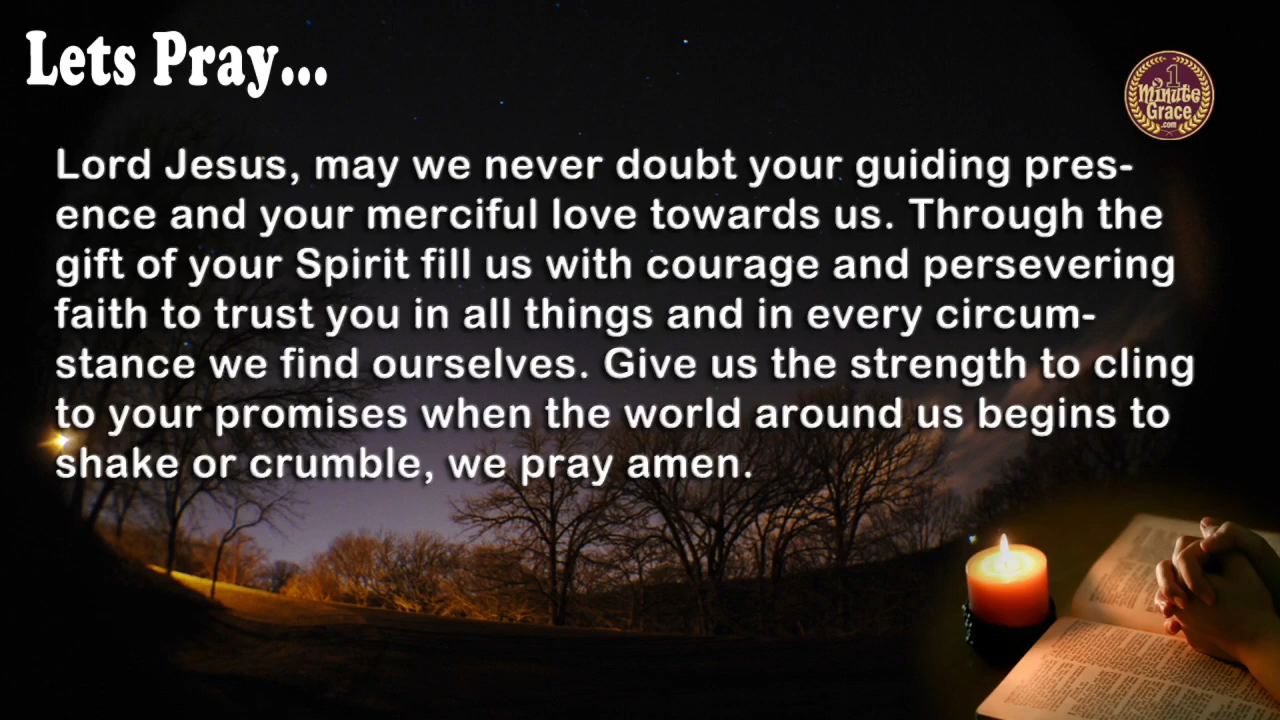 Lets Pray...
1
Minute
Grace
.com
Lord Jesus, may we never doubt your guiding pres-
ence and your merciful love towards us. Through the
gift of your Spirit fill us with courage and persevering
faith to trust you in all things and in every circum-
stance we find ourselves. Give us the strength to cling
to your promises when the world around us begins to
shake or crumble, we pray amen.